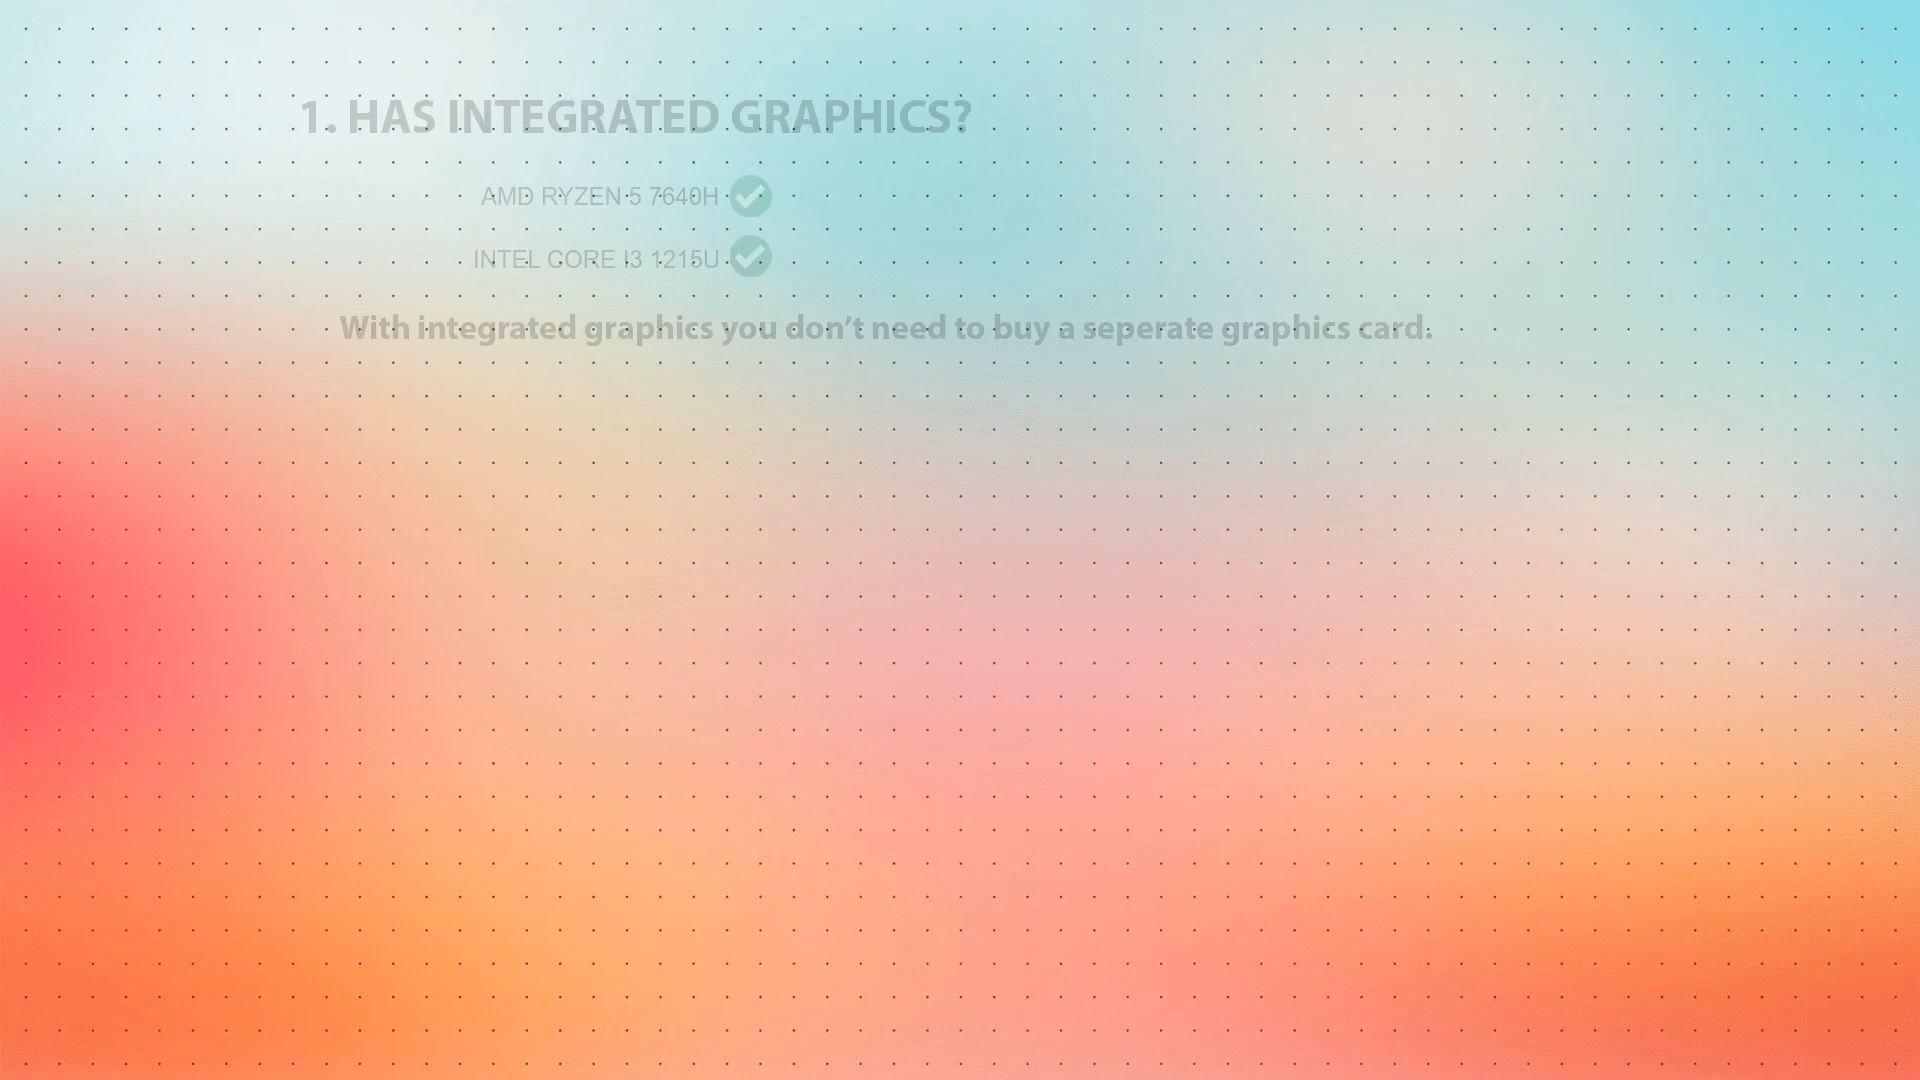 1. HAS INTEGRATED GRAPHICS?
AMD RYZEN 5 7640H
INTEL CORE I3 1215U
With integrated graphics you don’t need to buy a seperate graphics card.